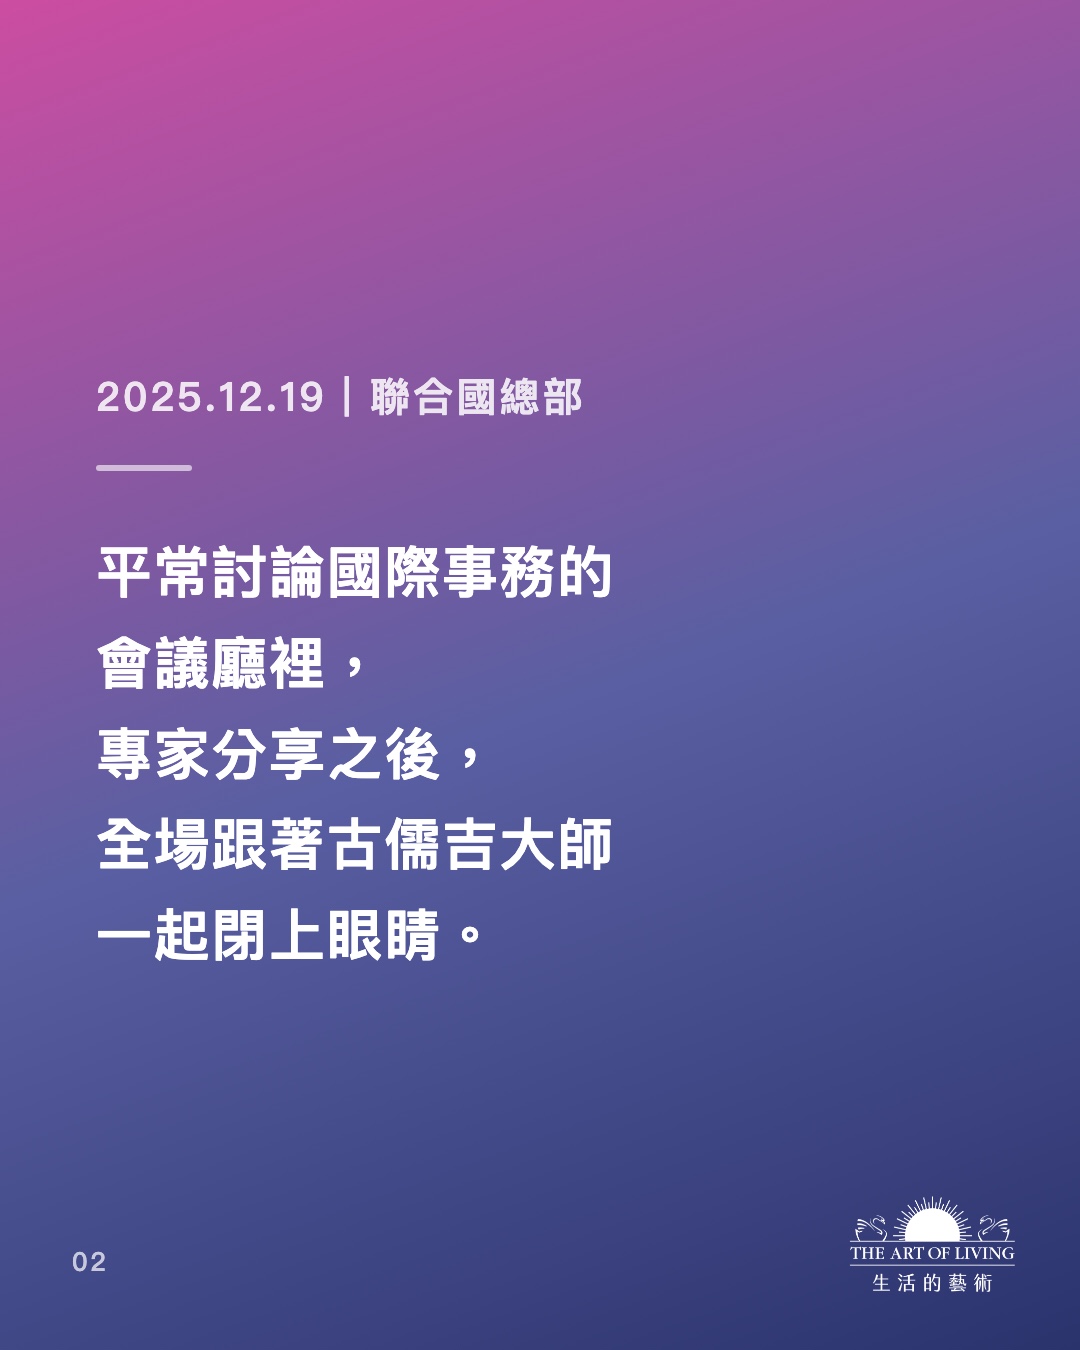 2025.12.19｜聯合國總部
平常討論國際事務的
會議廳裡，
專家分享之後，
全場跟著古儒吉大師
一起閉上眼睛。
02
THE ART OF LIVING
生活的藝術